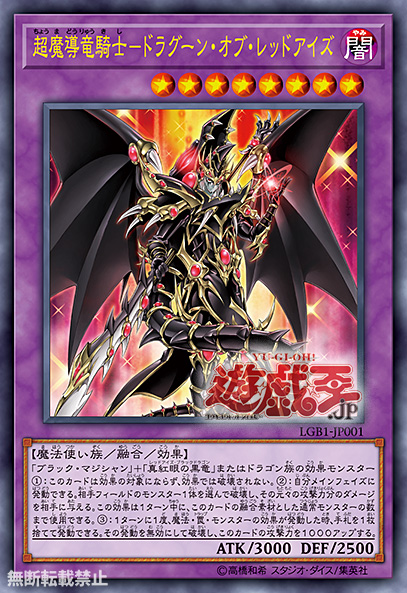 超魔導竜騎士－ドラグーン・オブ・レッドアイズ
闇
YU-GI-OH!
遊戯王.jp
LGB1-JP001
【魔法使い族／融合／効果】
「ブラック・マジシャン」＋「真紅眼の黒竜」またはドラゴン族の効果モンスター
①：このカードは効果の対象にならず、効果では破壊されない。②：自分メインフェイズに
発動できる。相手フィールドのモンスター１体を選んで破壊し、その元々の攻撃力分のダメージ
を相手に与える。この効果は１ターン中に、このカードの融合素材とした通常モンスターの数
まで使用できる。③：１ターンに１度、魔法・罠・モンスターの効果が発動した時、手札を１枚
捨てて発動できる。その発動を無効にして破壊し、このカードの攻撃力を１０００アップする。
ATK/3000 DEF/2500
無断転載禁止
©高橋和希 スタジオ・ダイス/集英社